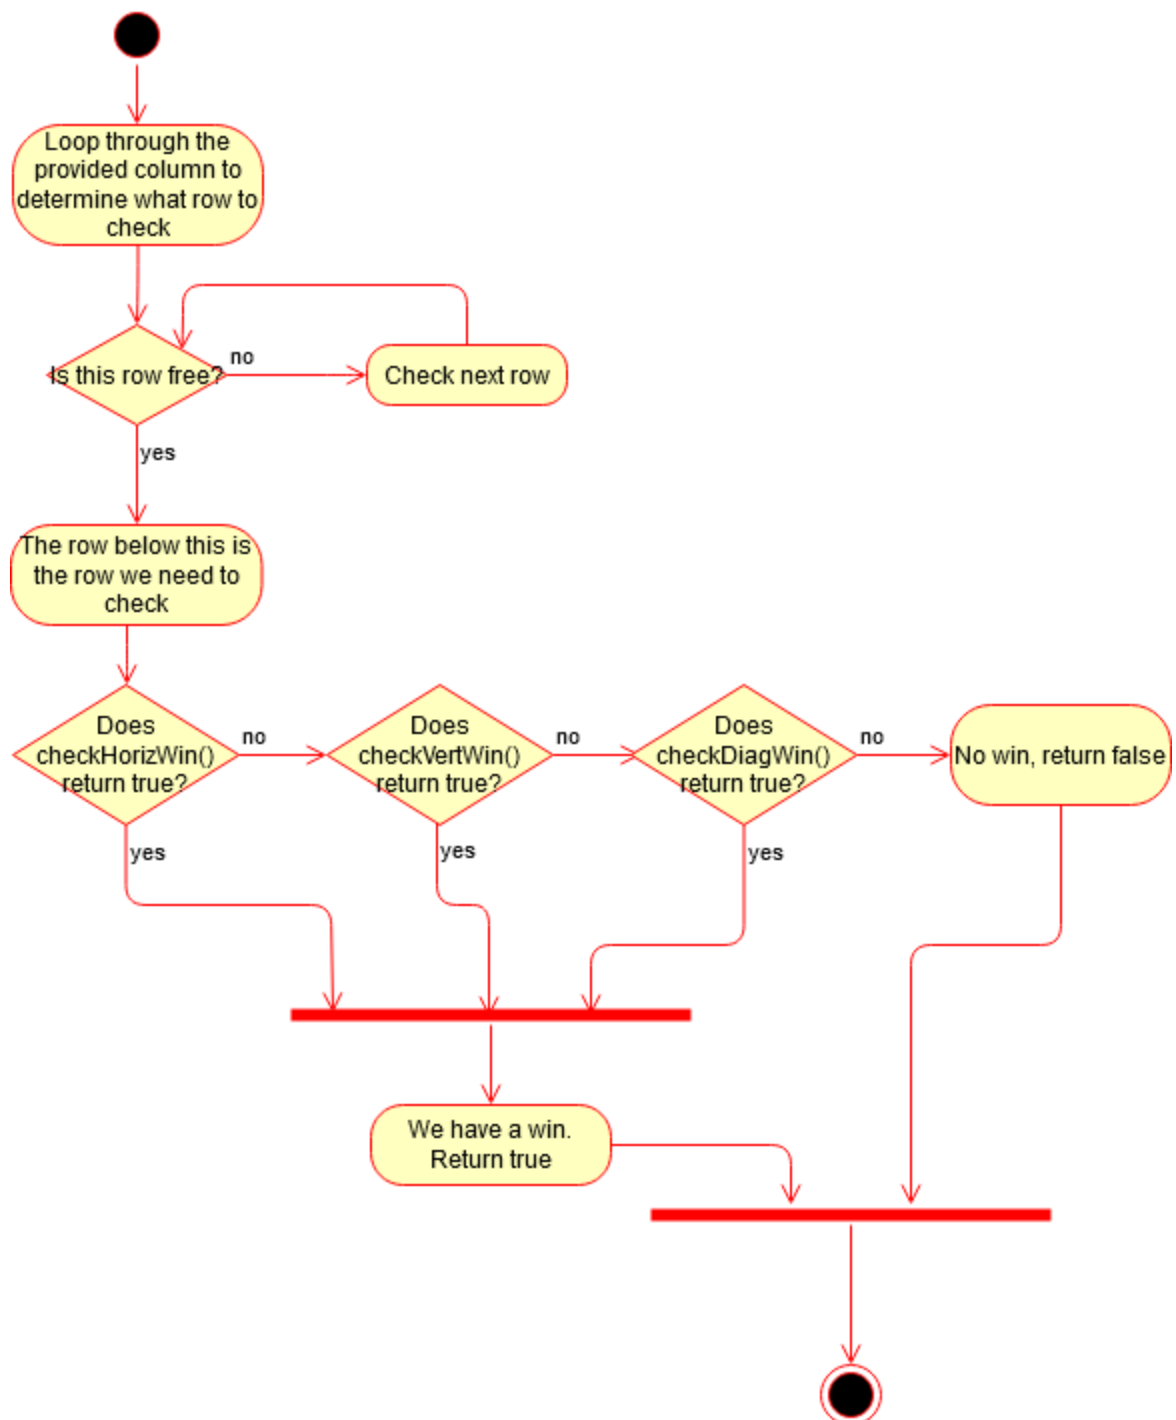 Loop through the
provided column to
determine what row to
check
Is this row free?
no
Check next row
yes
The row below this is
the row we need to
check
Does
checkHorizWin()
return true?
no
Does
checkVertWin()
return true?
no
Does
checkDiagWin()
return true?
no
No win, return false
yes
yes
yes
We have a win.
Return true